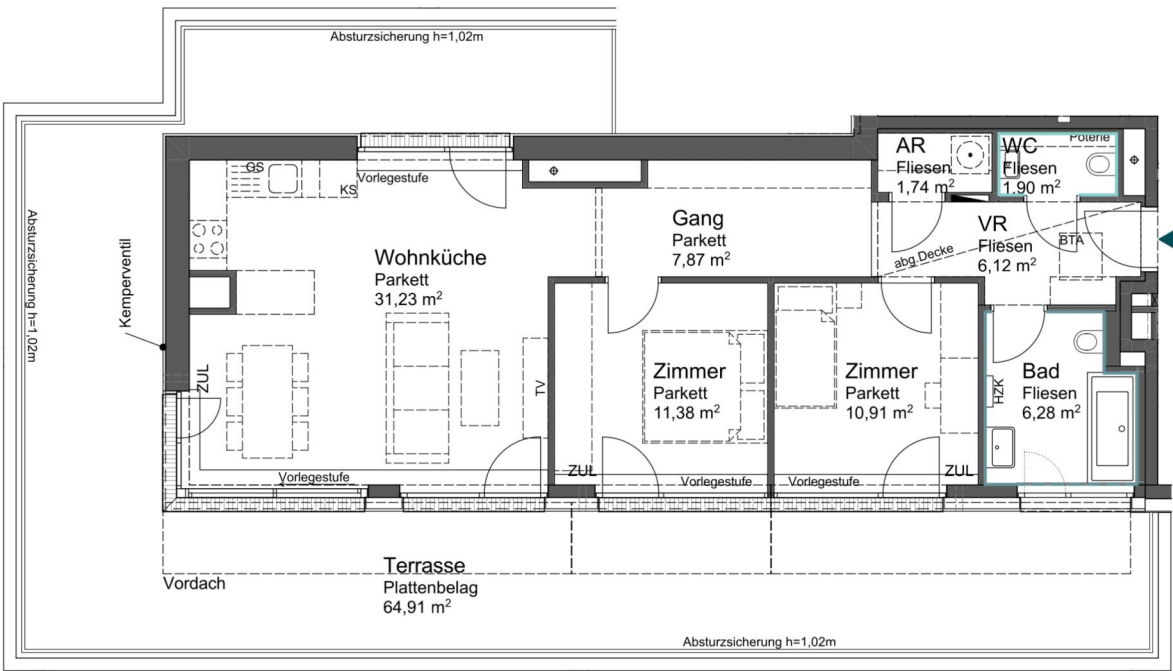 Absturzsicherung h=1,02m
Absturzsicherung h=1,02m
Kemperventil
GS
KS
Vorlegestufe
Wohnküche
Parkett
31,23 m²
ZUL
TV
Vorlegestufe
Gang
Parkett
7,87 m²
AR
Fliesen
1,74 m²
WC
Fliesen
1,90 m²
Poterie
VR
Fliesen
6,12 m²
BTA
abg.Decke
Zimmer
Parkett
11,38 m²
ZUL
Vorlegestufe
Zimmer
Parkett
10,91 m²
Vorlegestufe
ZUL
Bad
Fliesen
6,28 m²
HZK
Vordach
Terrasse
Plattenbelag
64,91 m²
Absturzsicherung h=1,02m